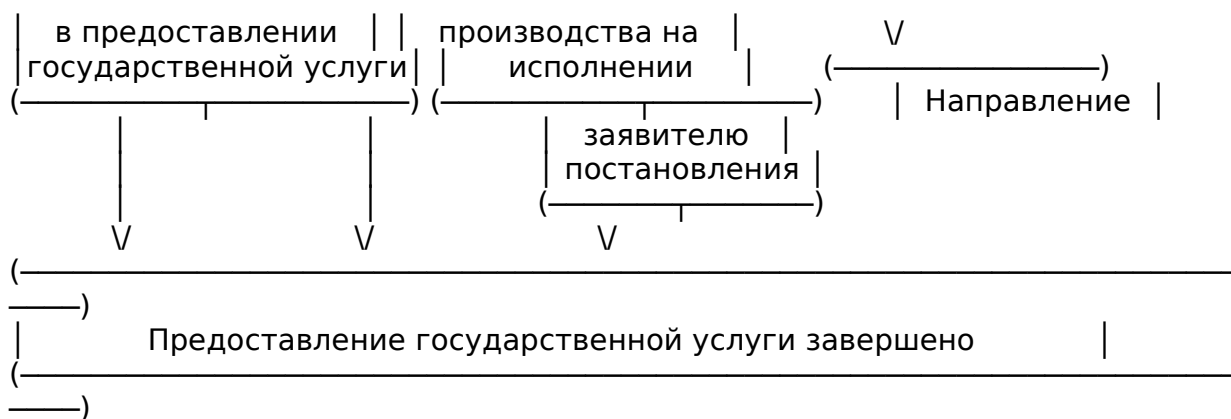 │ в предоставлении │ │ производства на │ \/
│государственной услуги│ │ исполнении │ (───────────────)
(──────────┬───────────) (───────────┬─────────) │ Направление │
│ │ │ заявителю │
│ │ │ постановления │
│ │ (───────┬───────)
\/ \/ \/
(─────────────────────────────────────────────────────────────────────
────)
│ Предоставление государственной услуги завершено │
(─────────────────────────────────────────────────────────────────────
────)